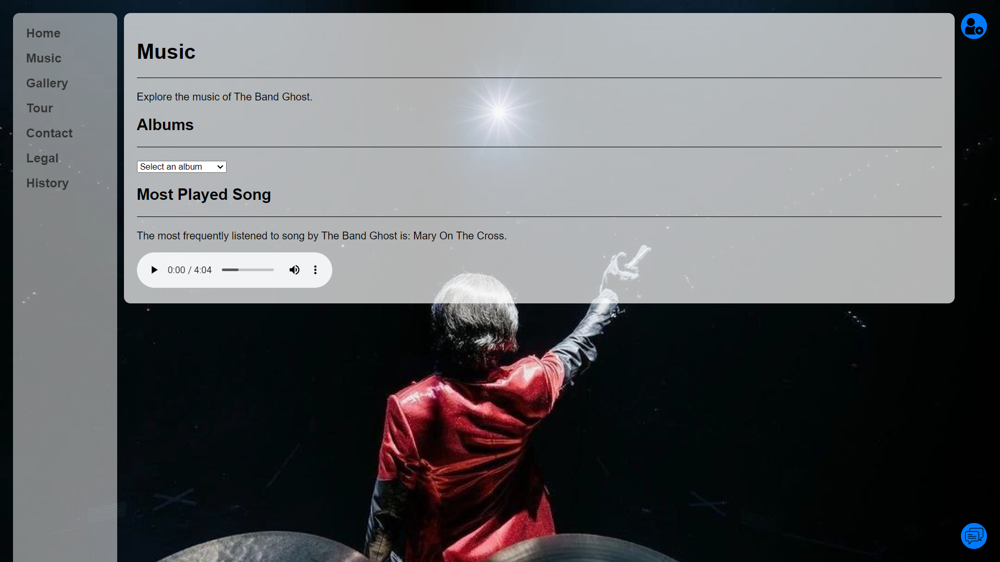 Home
Music
Gallery
Tour
Contact
Legal
History
Music
Explore the music of The Band Ghost.
Albums
Select an album
Most Played Song
The most frequently listened to song by The Band Ghost is: Mary On The Cross.
0:00 / 4:04